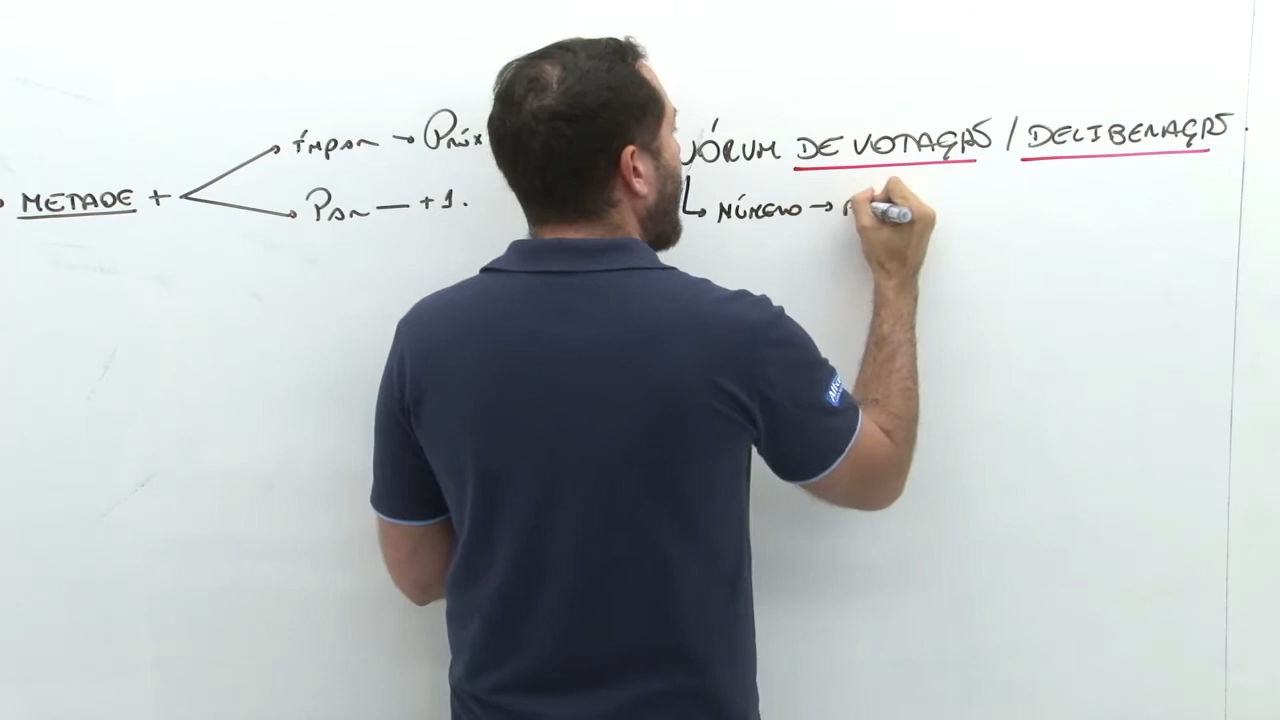 METADE +
ímpar → Próx
Par — +1.
ÓRUM DE VOTAÇÃO / DELIBERAÇÃO.
NÚMERO →